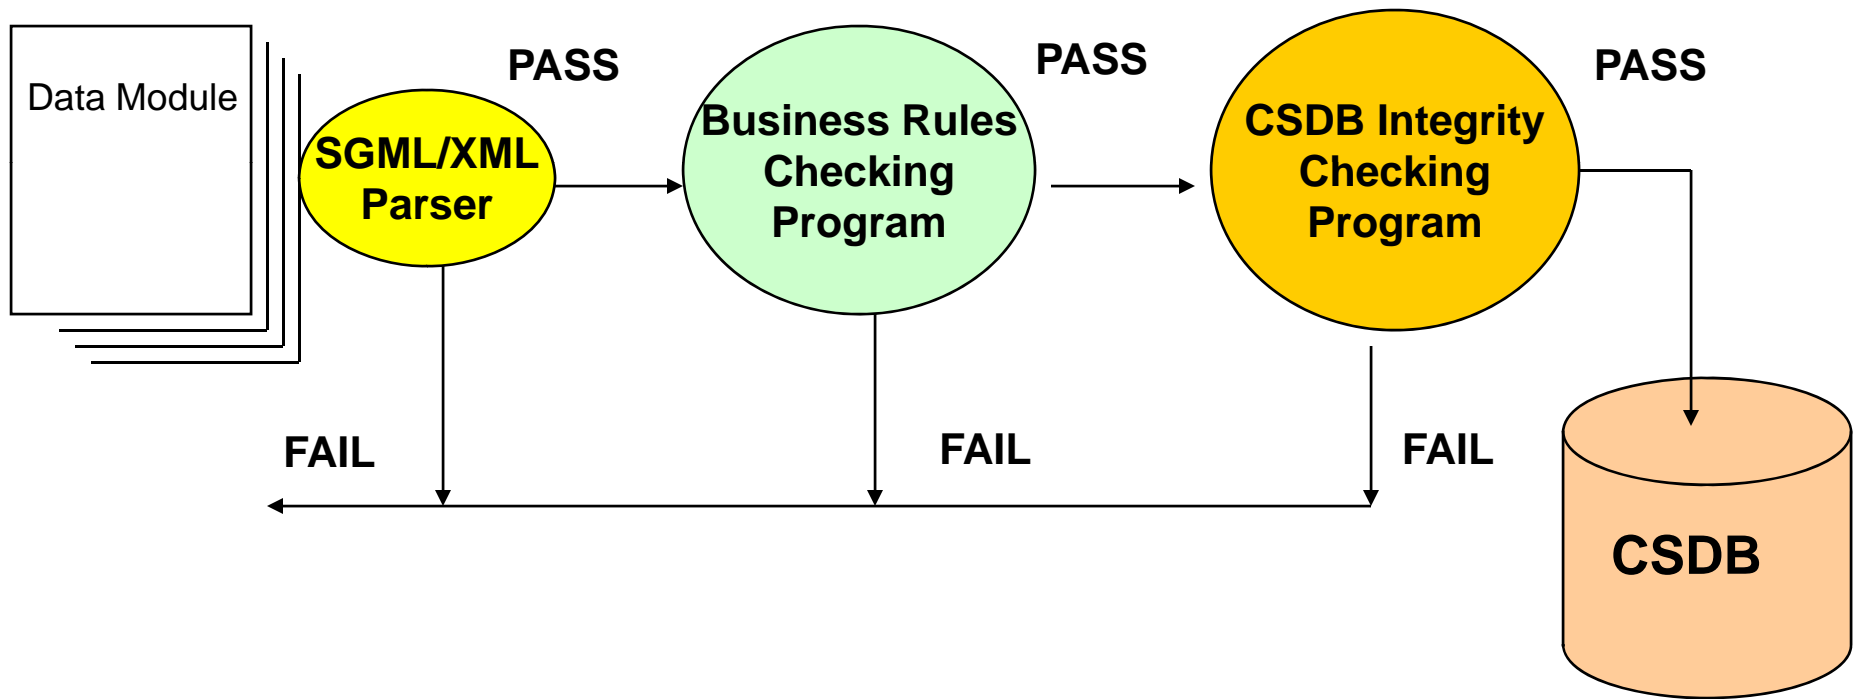 Data Module
SGML/XML
Parser
PASS
Business Rules
Checking
Program
PASS
CSDB Integrity
Checking
Program
PASS
FAIL
FAIL
FAIL
CSDB